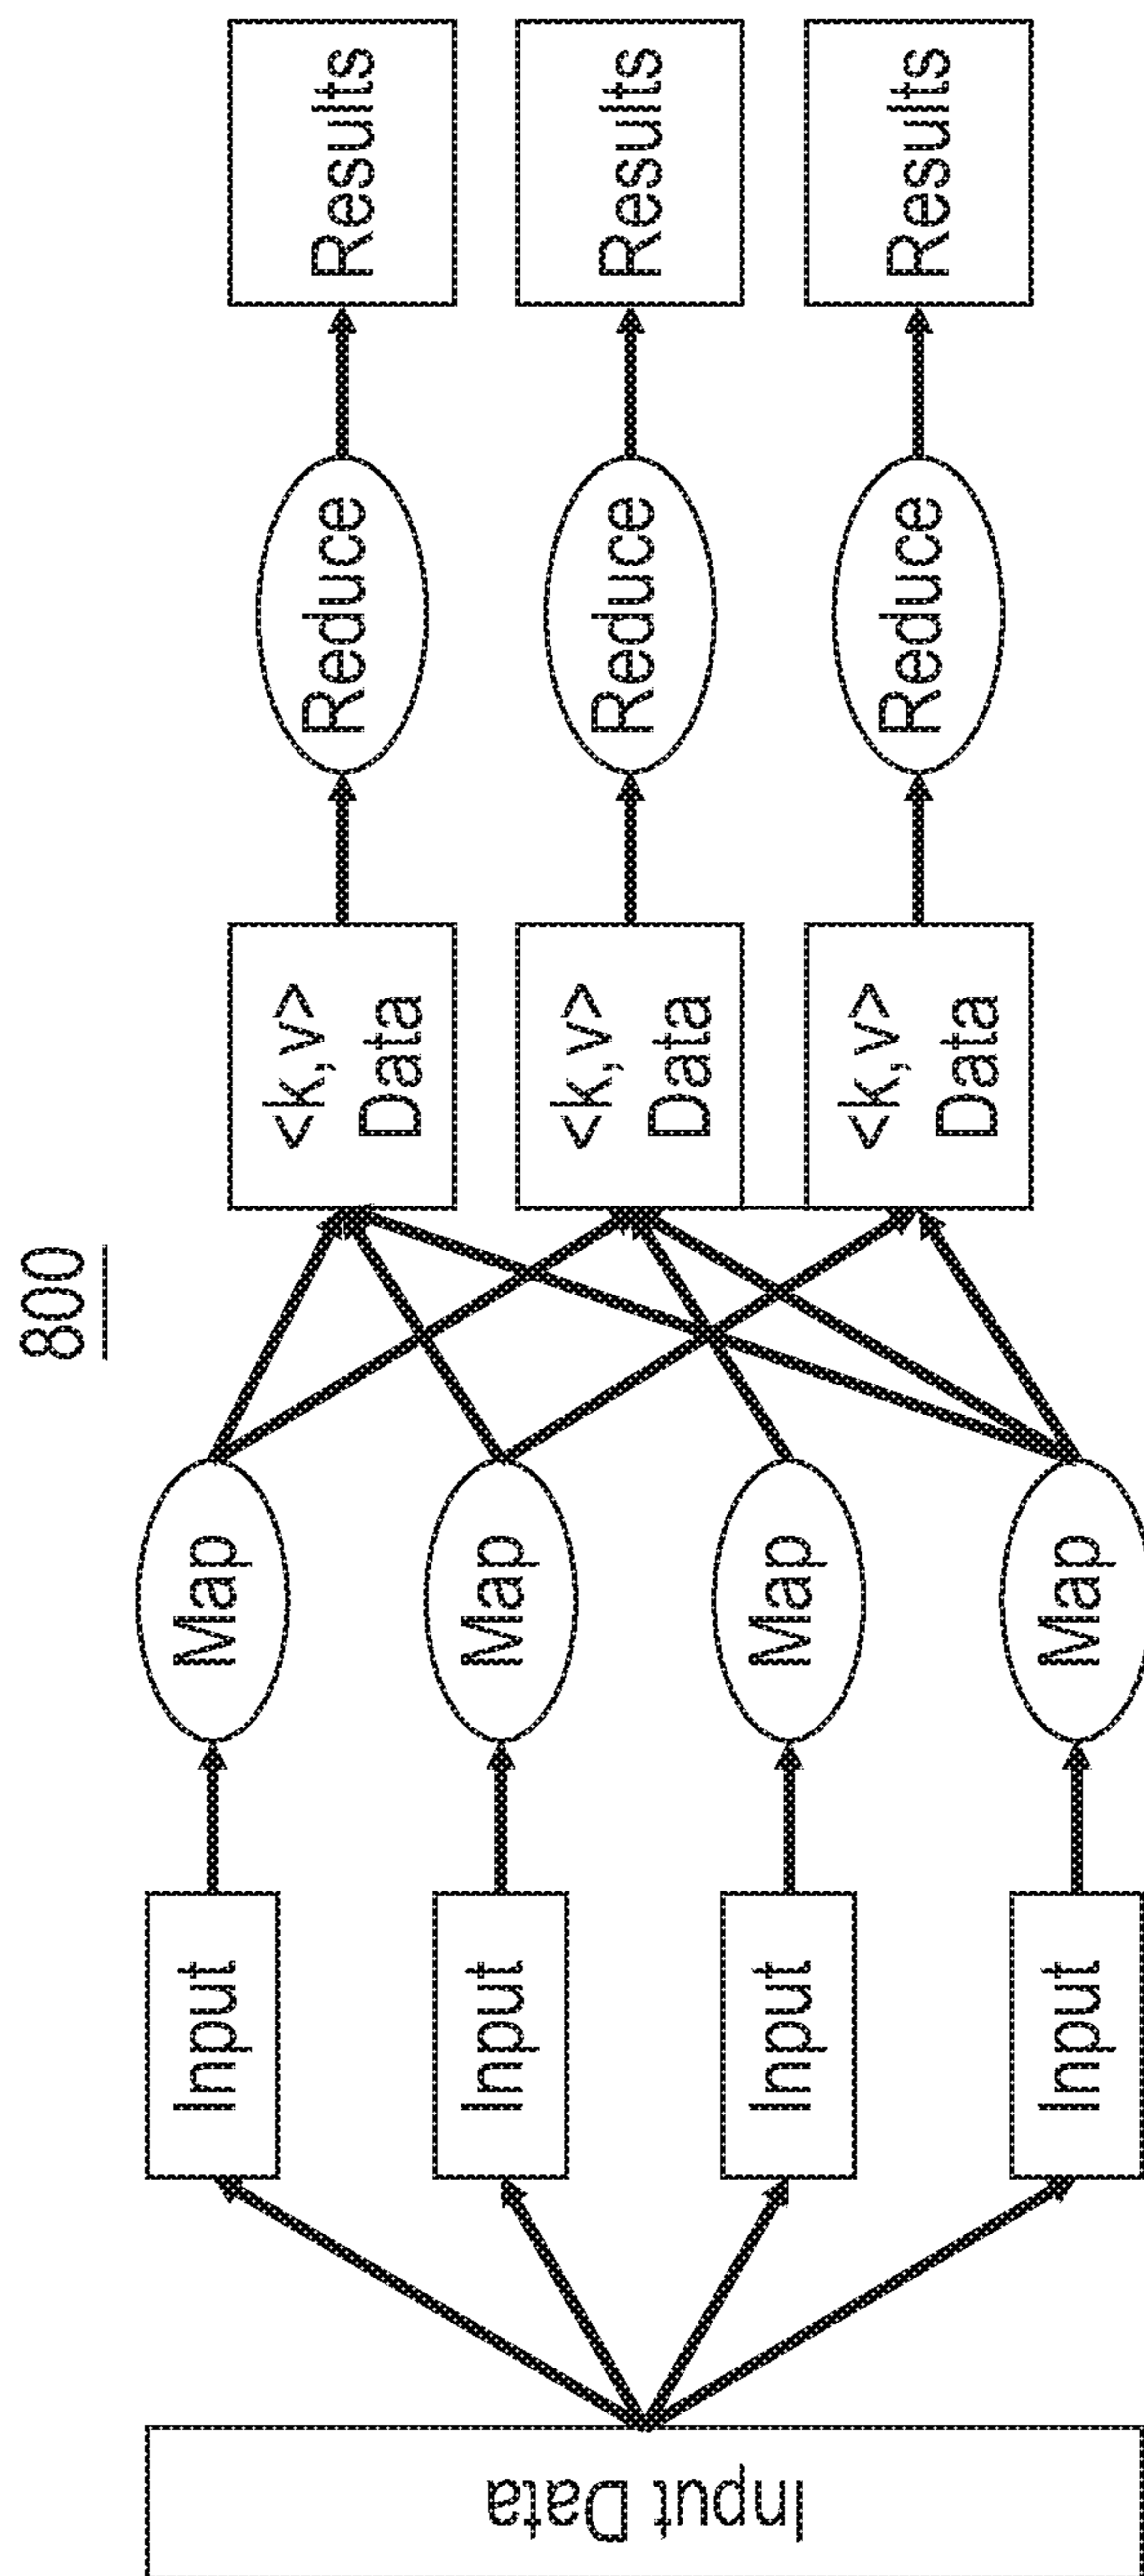 800
Input Data
Input
Input
Input
Input
Map
Map
Map
Map
<k,v>
Data
<k,v>
Data
<k,v>
Data
Reduce
Reduce
Reduce
Results
Results
Results